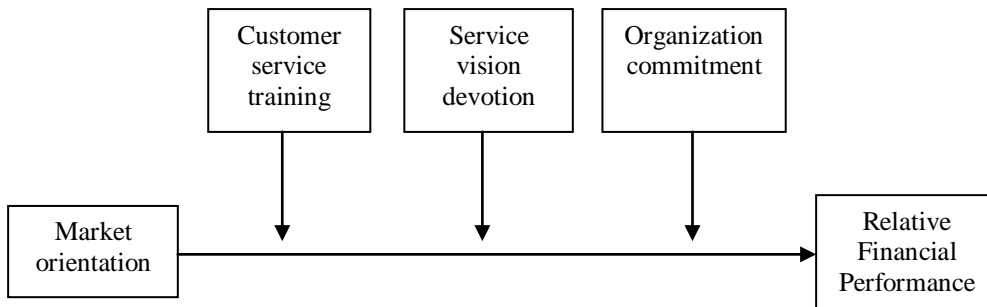 Customer
service
training
Service
vision
devotion
Organization
commitment
Market
orientation
Relative
Financial
Performance